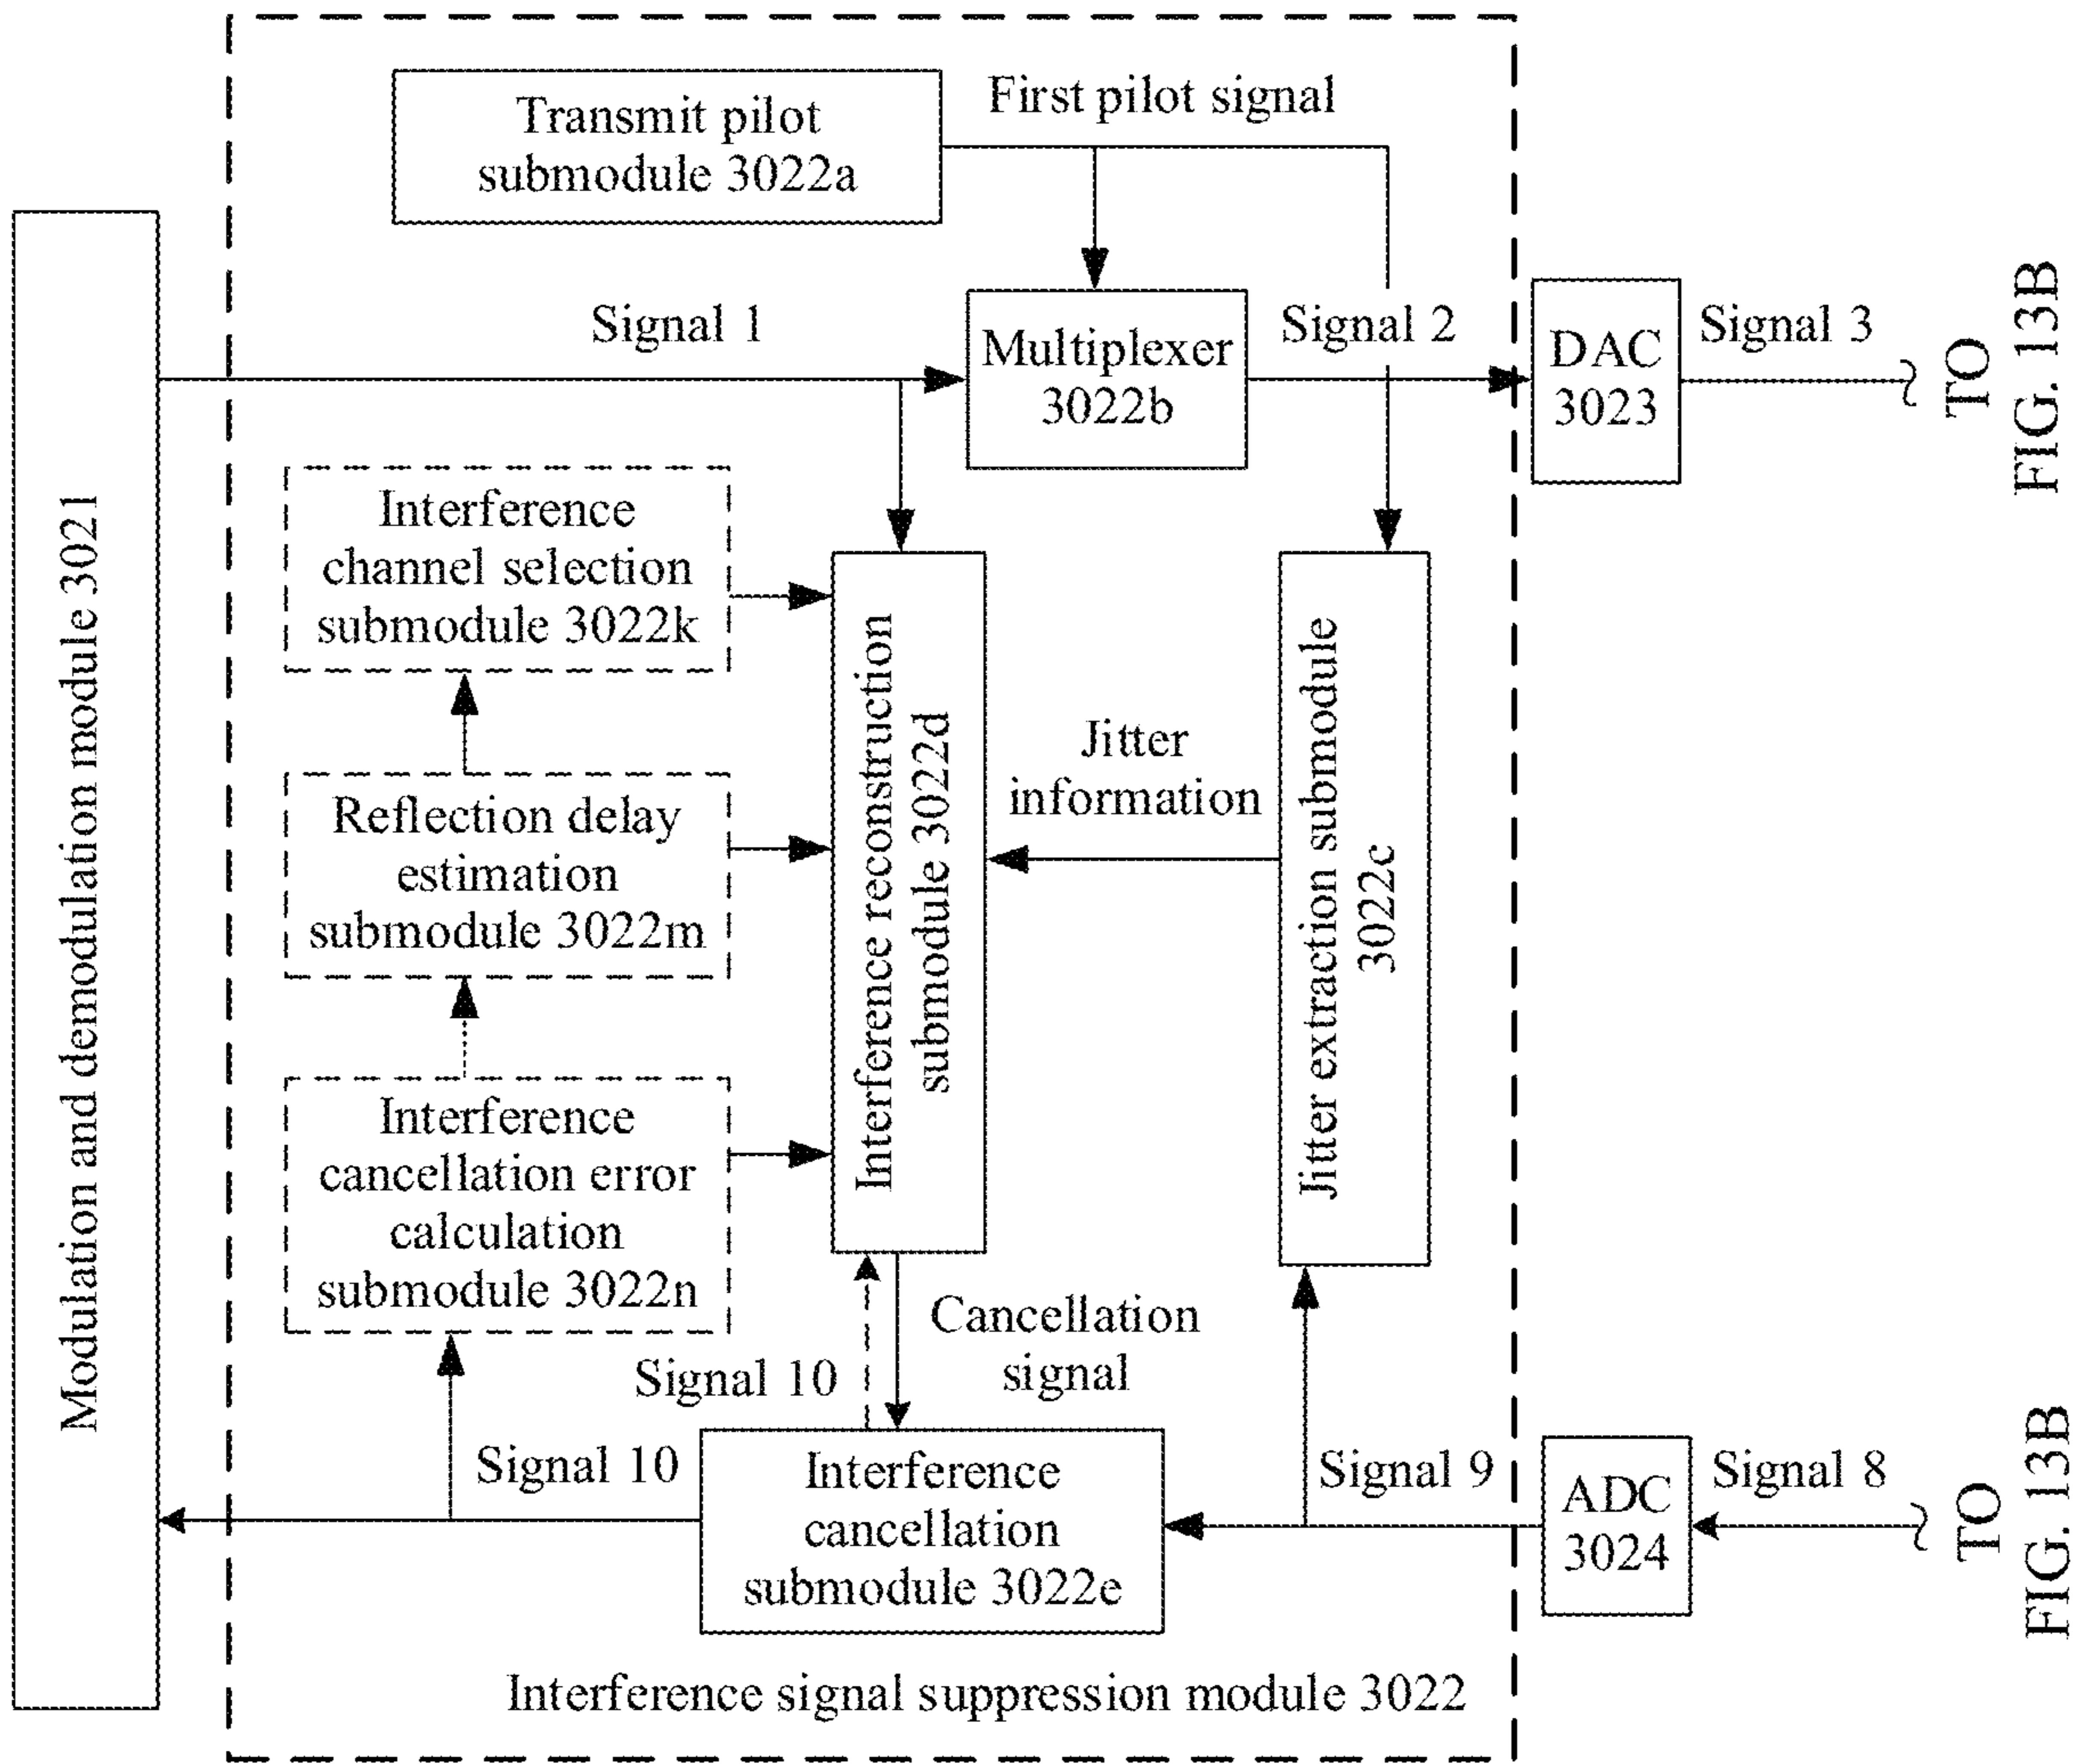 Transmit pilot
submodule 3022a
First pilot signal
Signal 1
Multiplexer
3022b
Signal 2
DAC
3023
Signal 3
TO
FIG. 13B
Modulation and demodulation module 3021
Interference
channel selection
submodule 3022k
Reflection delay
estimation
submodule 3022m
Interference
cancellation error
calculation
submodule 3022n
Interference reconstruction
submodule 3022d
Jitter
information
Jitter extraction submodule
3022c
Signal 10
Cancellation
signal
Signal 10
Interference
cancellation
submodule 3022e
Signal 9
ADC
3024
Signal 8
TO
FIG. 13B
Interference signal suppression module 3022